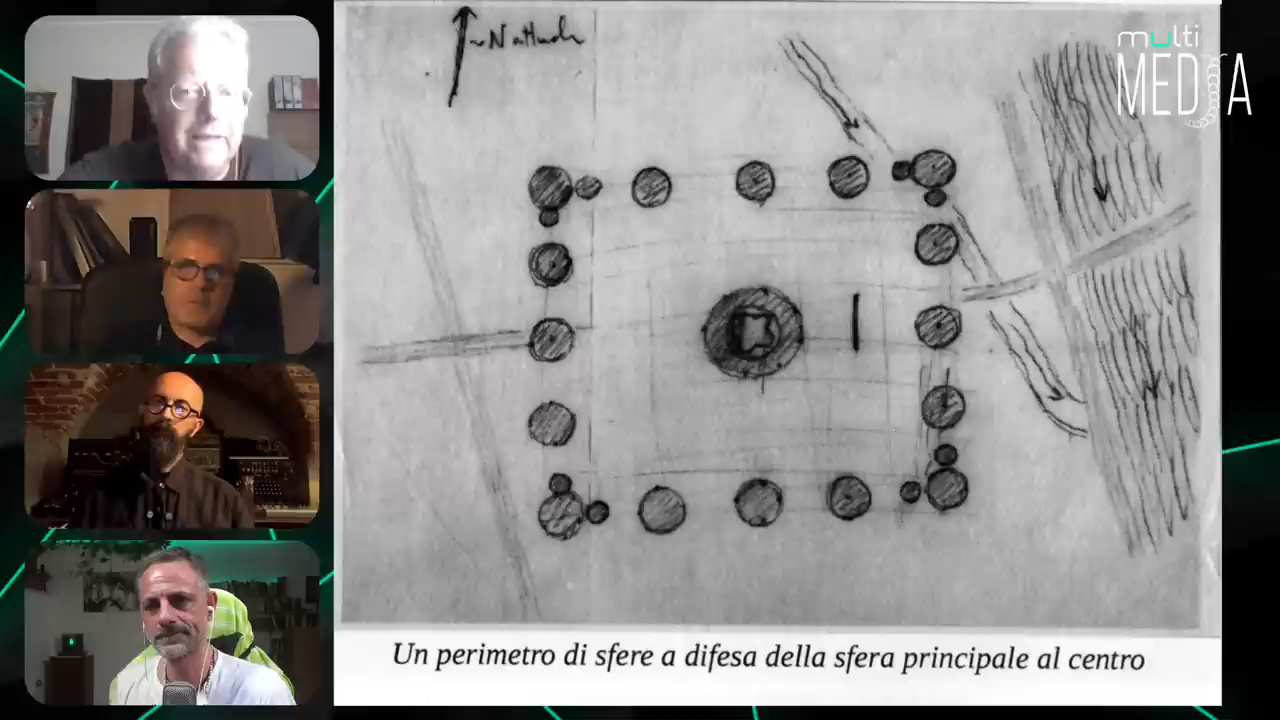 multi
MEDIA
Un perimetro di sfere a difesa della sfera principale al centro